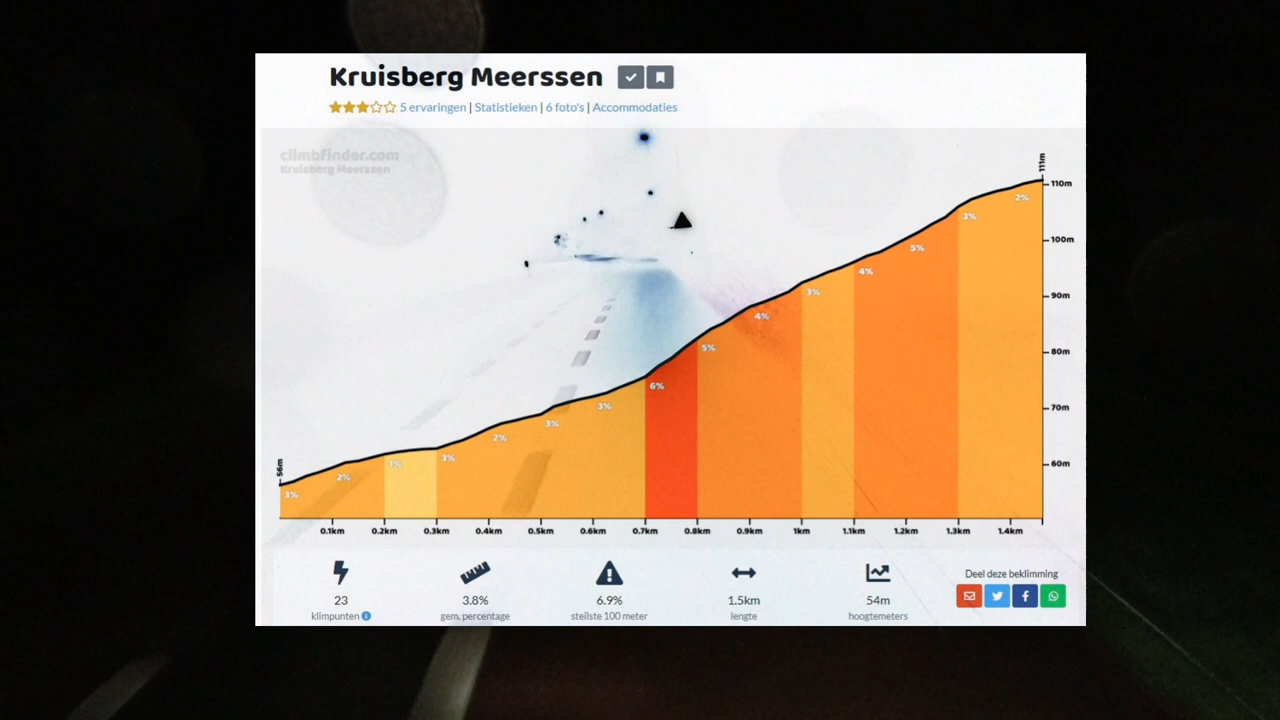 Kruisberg Meerssen
5 ervaringen | Statistieken | 6 foto's | Accommodaties
climbfinder.com
Kruisberg Meerssen
111m
110m
2%
3%
100m
5%
4%
90m
3%
4%
80m
5%
6%
70m
3%
3%
2%
60m
56m
3%
1%
2%
3%
0.1km 0.2km 0.3km 0.4km 0.5km 0.6km 0.7km 0.8km 0.9km 1km 1.1km 1.2km 1.3km 1.4km
Deel deze beklimming
23 3.8% 6.9% 1.5km 54m
klimpunten gem. percentage steilste 100 meter lengte hoogtemeters